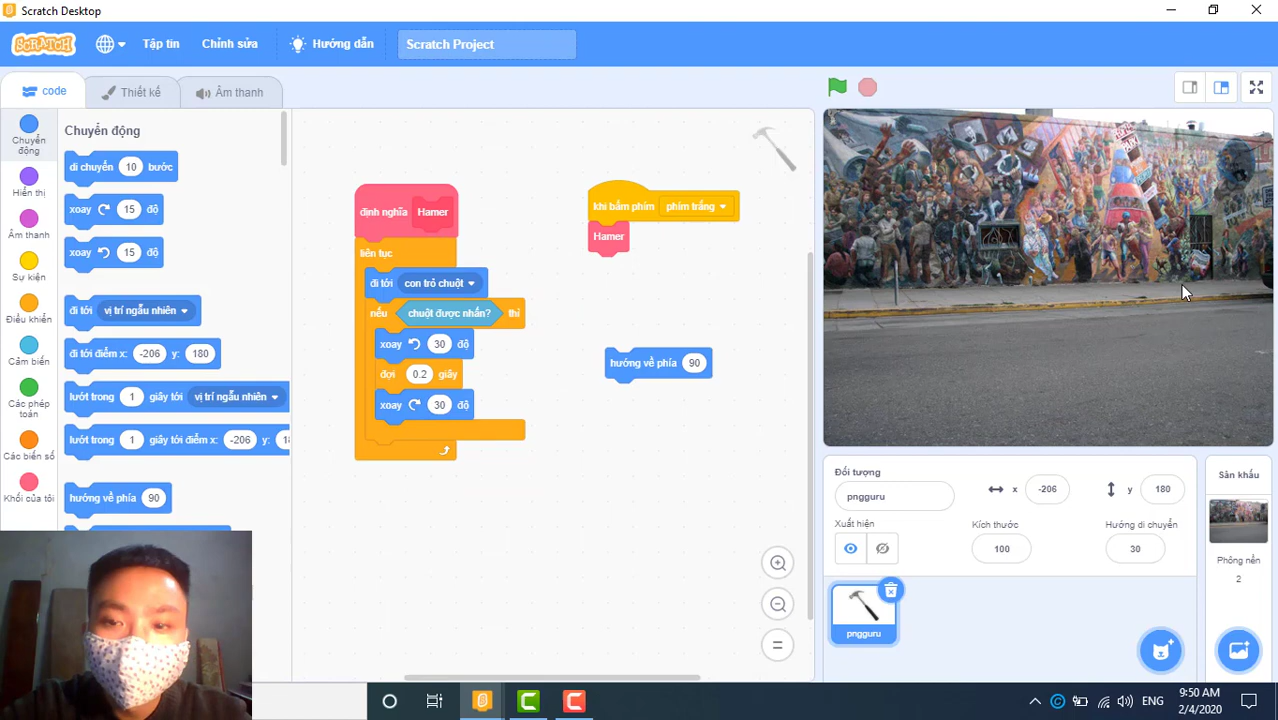 Scratch Desktop
SCRATCH
Tập tin
Chỉnh sửa
Hướng dẫn
Scratch Project
code
Thiết kế
Âm thanh
Chuyển động
Hiển thị
Âm thanh
Sự kiện
Điều khiển
Cảm biến
Các phép toán
Các biến số
Khối của tôi
Chuyển động
di chuyển 10 bước
xoay 15 độ
xoay 15 độ
đi tới vị trí ngẫu nhiên
đi tới điểm x: -206 y: 180
lướt trong 1 giây tới vị trí ngẫu nhiên
lướt trong 1 giây tới điểm x: -206 y:
hướng về phía 90
định nghĩa Hamer
liên tục
đi tới con trỏ chuột
nếu chuột được nhấn? thì
xoay 30 độ
đợi 0.2 giây
xoay 30 độ
khi bấm phím phím trắng
Hamer
hướng về phía 90
Đối tượng
pngguru
x -206
y 180
Xuất hiện
Kích thước
100
Hướng di chuyển
30
pngguru
Sân khấu
Phông nền
2
ENG
9:50 AM
2/4/2020